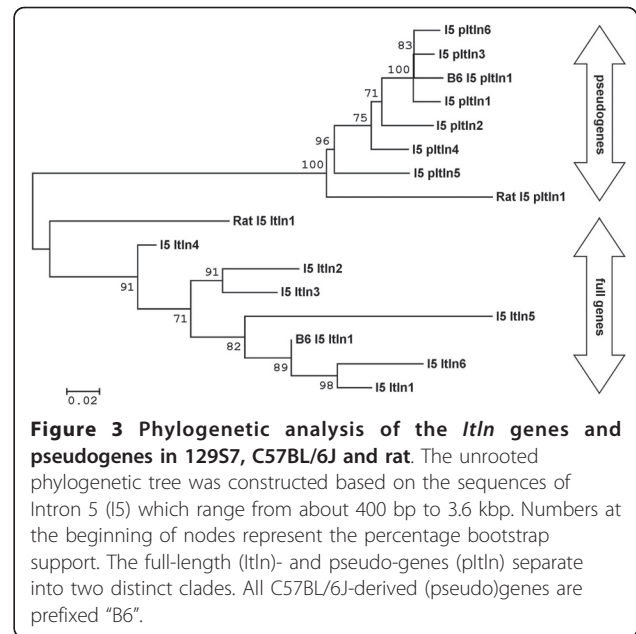 I5 pItln6
83
I5 pItln3
100
B6 I5 pItln1
71
I5 pItln1
75
I5 pItln2
96
I5 pItln4
100
I5 pItln5
Rat I5 pItln1
pseudogenes
Rat I5 Itln1
I5 Itln4
91
91
I5 Itln2
I5 Itln3
71
I5 Itln5
82
B6 I5 Itln1
89
I5 Itln6
98
I5 Itln1
full genes
0.02
Figure 3 Phylogenetic analysis of the Itln genes and
pseudogenes in 129S7, C57BL/6J and rat. The unrooted
phylogenetic tree was constructed based on the sequences of
Intron 5 (I5) which range from about 400 bp to 3.6 kbp. Numbers at
the beginning of nodes represent the percentage bootstrap
support. The full-length (Itln)- and pseudo-genes (pItln) separate
into two distinct clades. All C57BL/6J-derived (pseudo)genes are
prefixed “B6”.